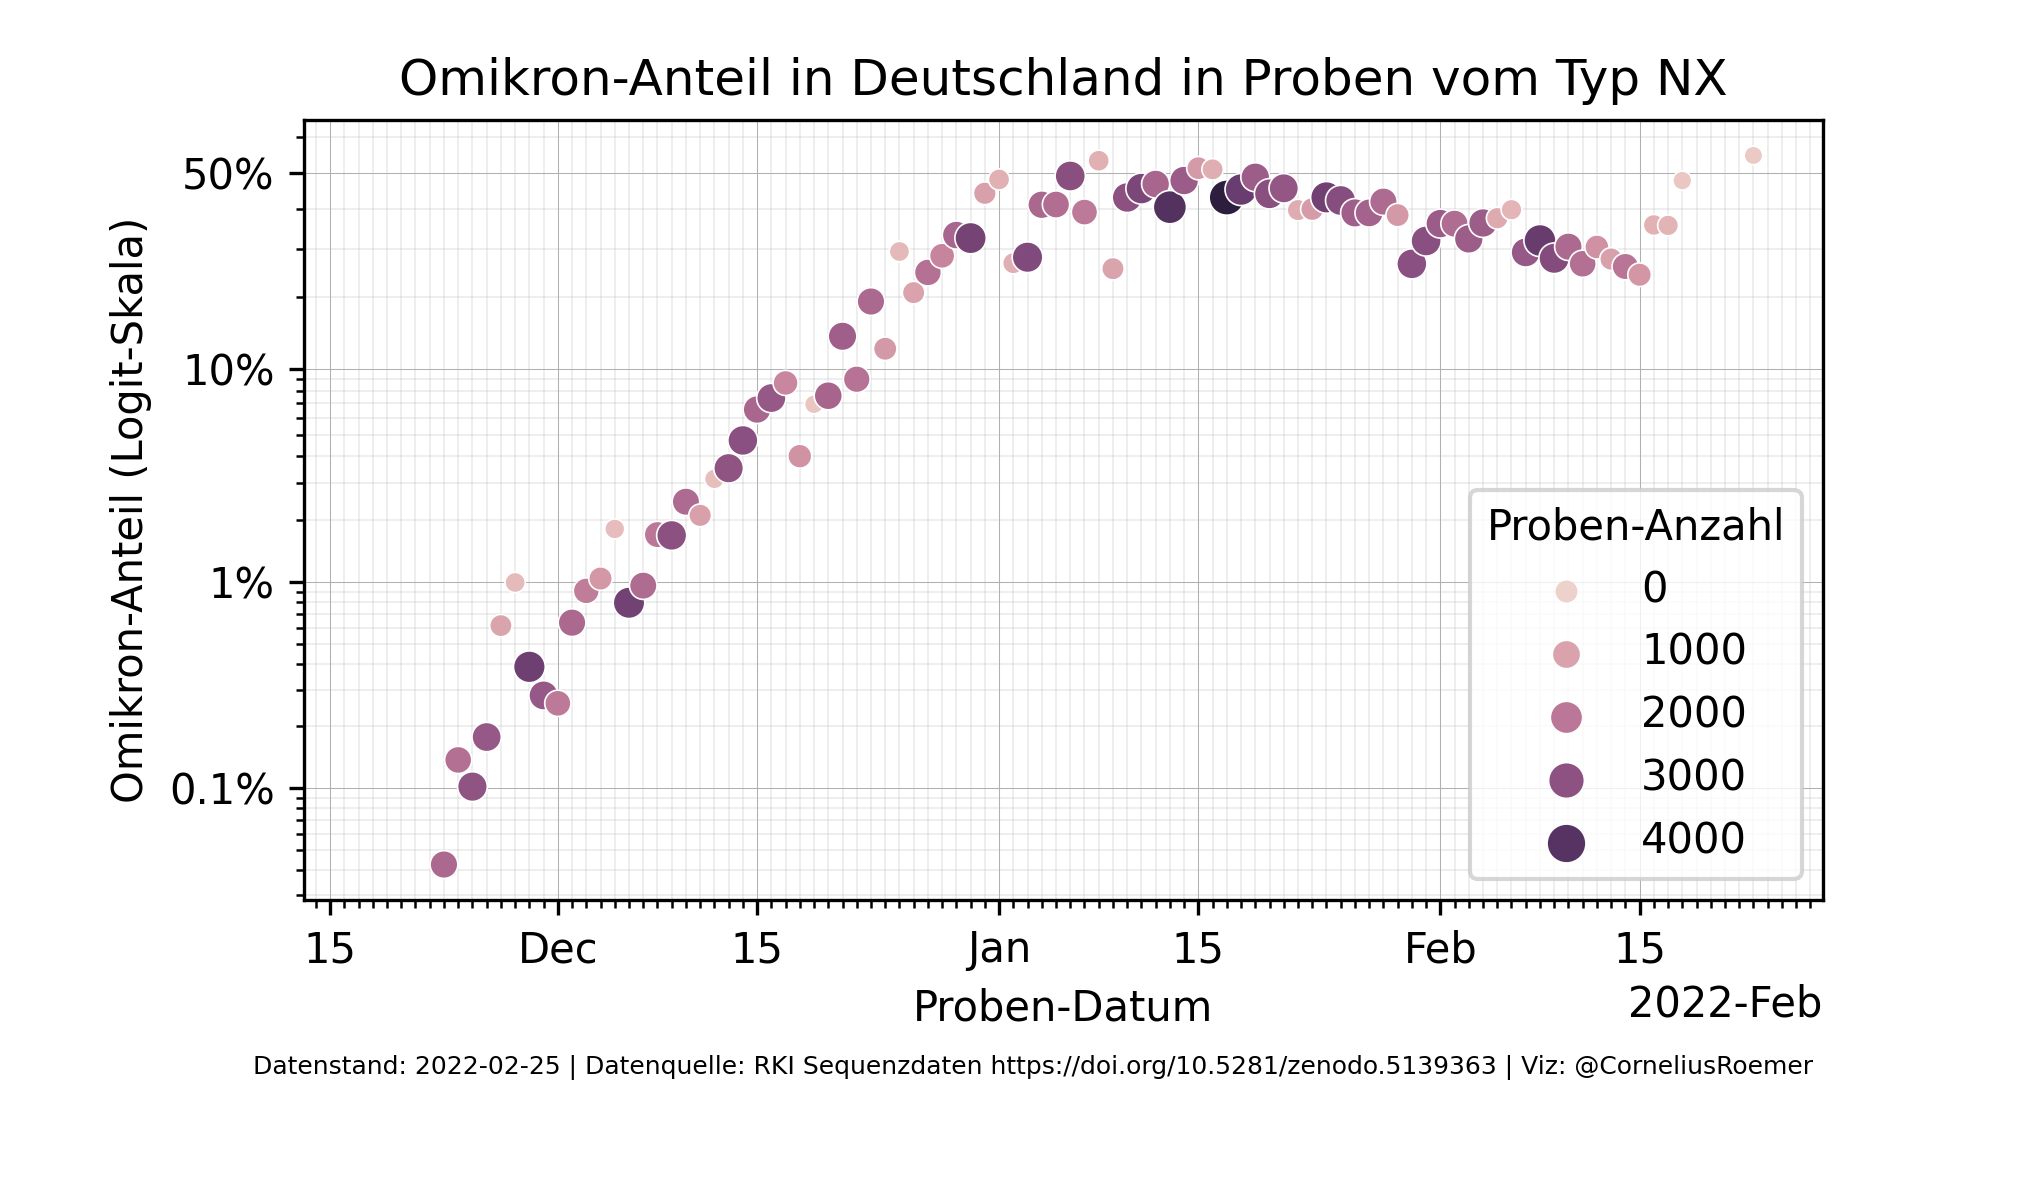 Omikron-Anteil in Deutschland in Proben vom Typ NX
Omikron-Anteil (Logit-Skala)
50%
10%
1%
0.1%
Proben-Anzahl
0
1000
2000
3000
4000
15 Dec 15 Jan 15 Feb 15
Proben-Datum
2022-Feb
Datenstand: 2022-02-25 | Datenquelle: RKI Sequenzdaten https://doi.org/10.5281/zenodo.5139363 | Viz: @CorneliusRoemer